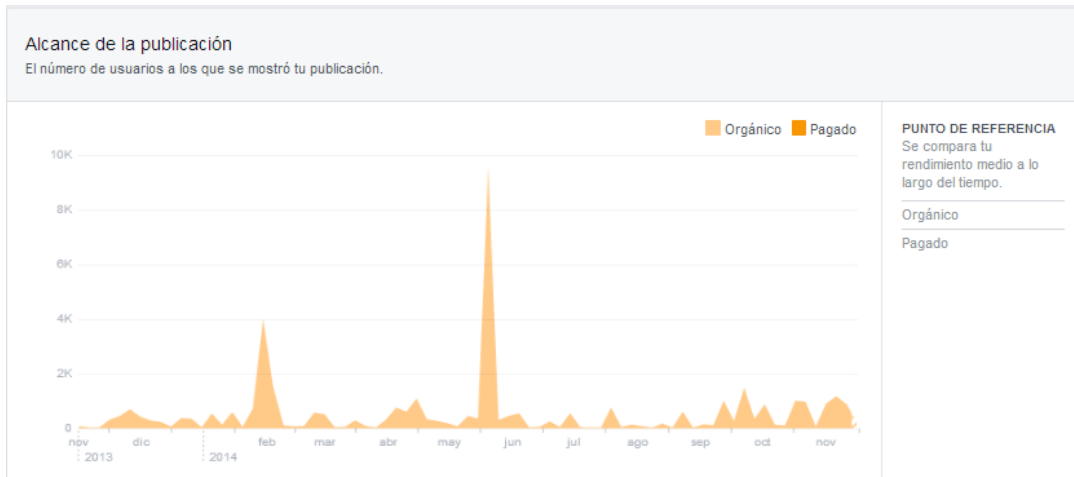 Alcance de la publicación
El número de usuarios a los que se mostró tu publicación.
Orgánico Pagado
10K
8K
6K
4K
2K
0
nov dic feb mar abr may jun jul ago sep oct nov
2013 2014
PUNTO DE REFERENCIA
Se compara tu
rendimiento medio a lo
largo del tiempo.
Orgánico
Pagado